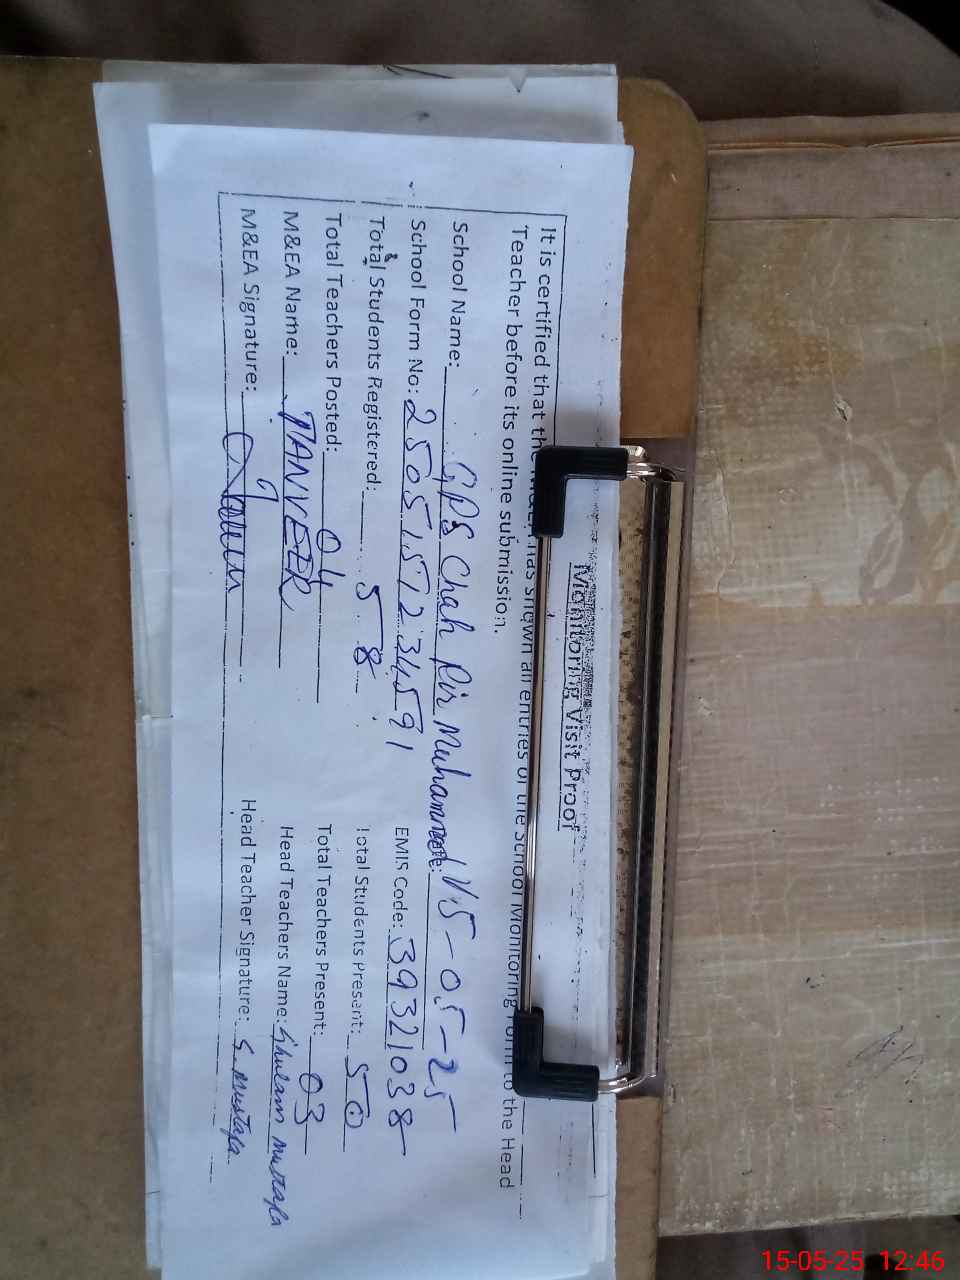 Monitoring Visit Proof
It is certified that the has shown all entries of the School Monitoring Form to the Head
Teacher before its online submission.
School Name: GPS Chah Pir Muhammad Date: 15-05-25
School Form No: 2505151234591 EMIS Code: 39321038
Total Students Registered: 58 Total Students Present: 50
Total Teachers Posted: 04 Total Teachers Present: 03
M&EA Name: TANVEER Head Teachers Name: Ghulam Mustafa
M&EA Signature: Head Teacher Signature: G. Mustafa
15-05-25 12:46